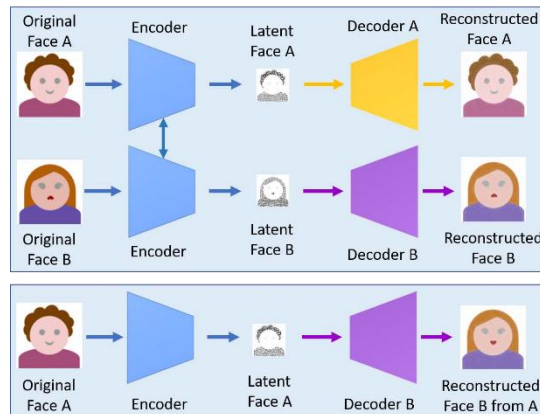 Original
Face A
Encoder
Latent
Face A
Decoder A
Reconstructed
Face A
Original
Face B
Encoder
Latent
Face B
Decoder B
Reconstructed
Face B
Original
Face A
Encoder
Latent
Face A
Decoder B
Reconstructed
Face B from A